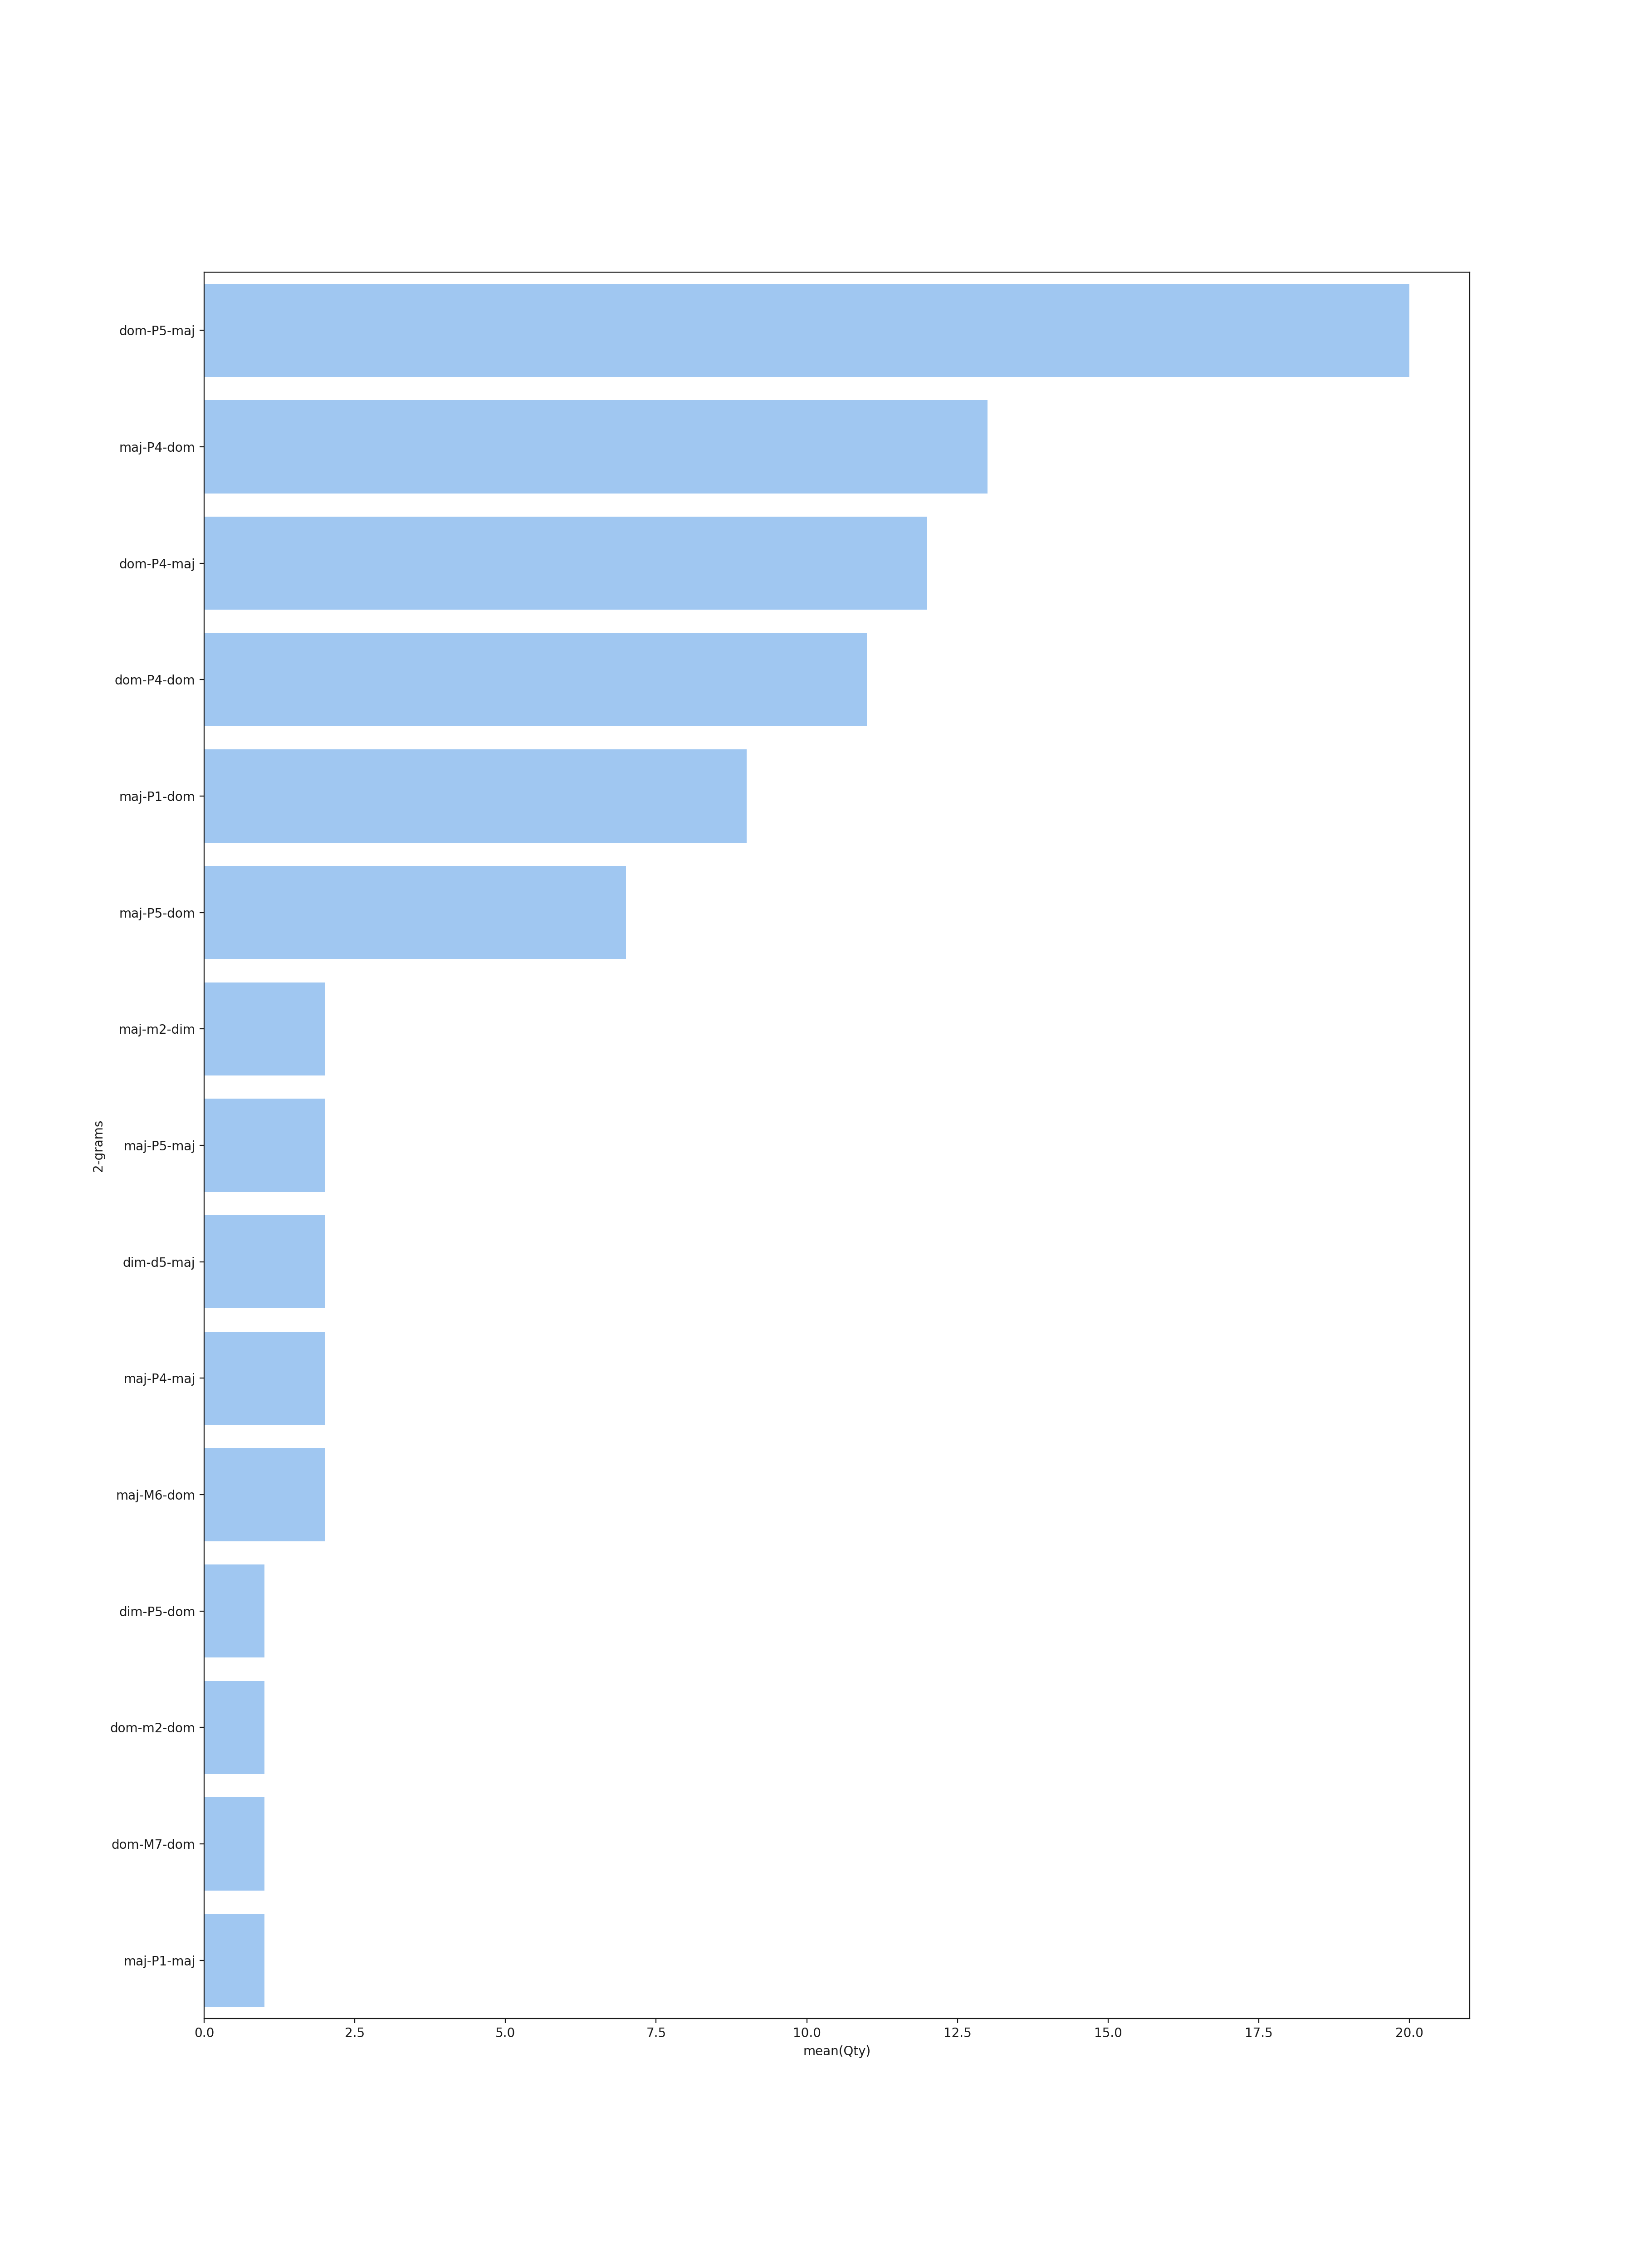 dom-P5-maj
maj-P4-dom
dom-P4-maj
dom-P4-dom
maj-P1-dom
maj-P5-dom
maj-m2-dim
maj-P5-maj
dim-d5-maj
maj-P4-maj
maj-M6-dom
dim-P5-dom
dom-m2-dom
dom-M7-dom
maj-P1-maj
2-grams
0.0 2.5 5.0 7.5 10.0 12.5 15.0 17.5 20.0
mean(Qty)